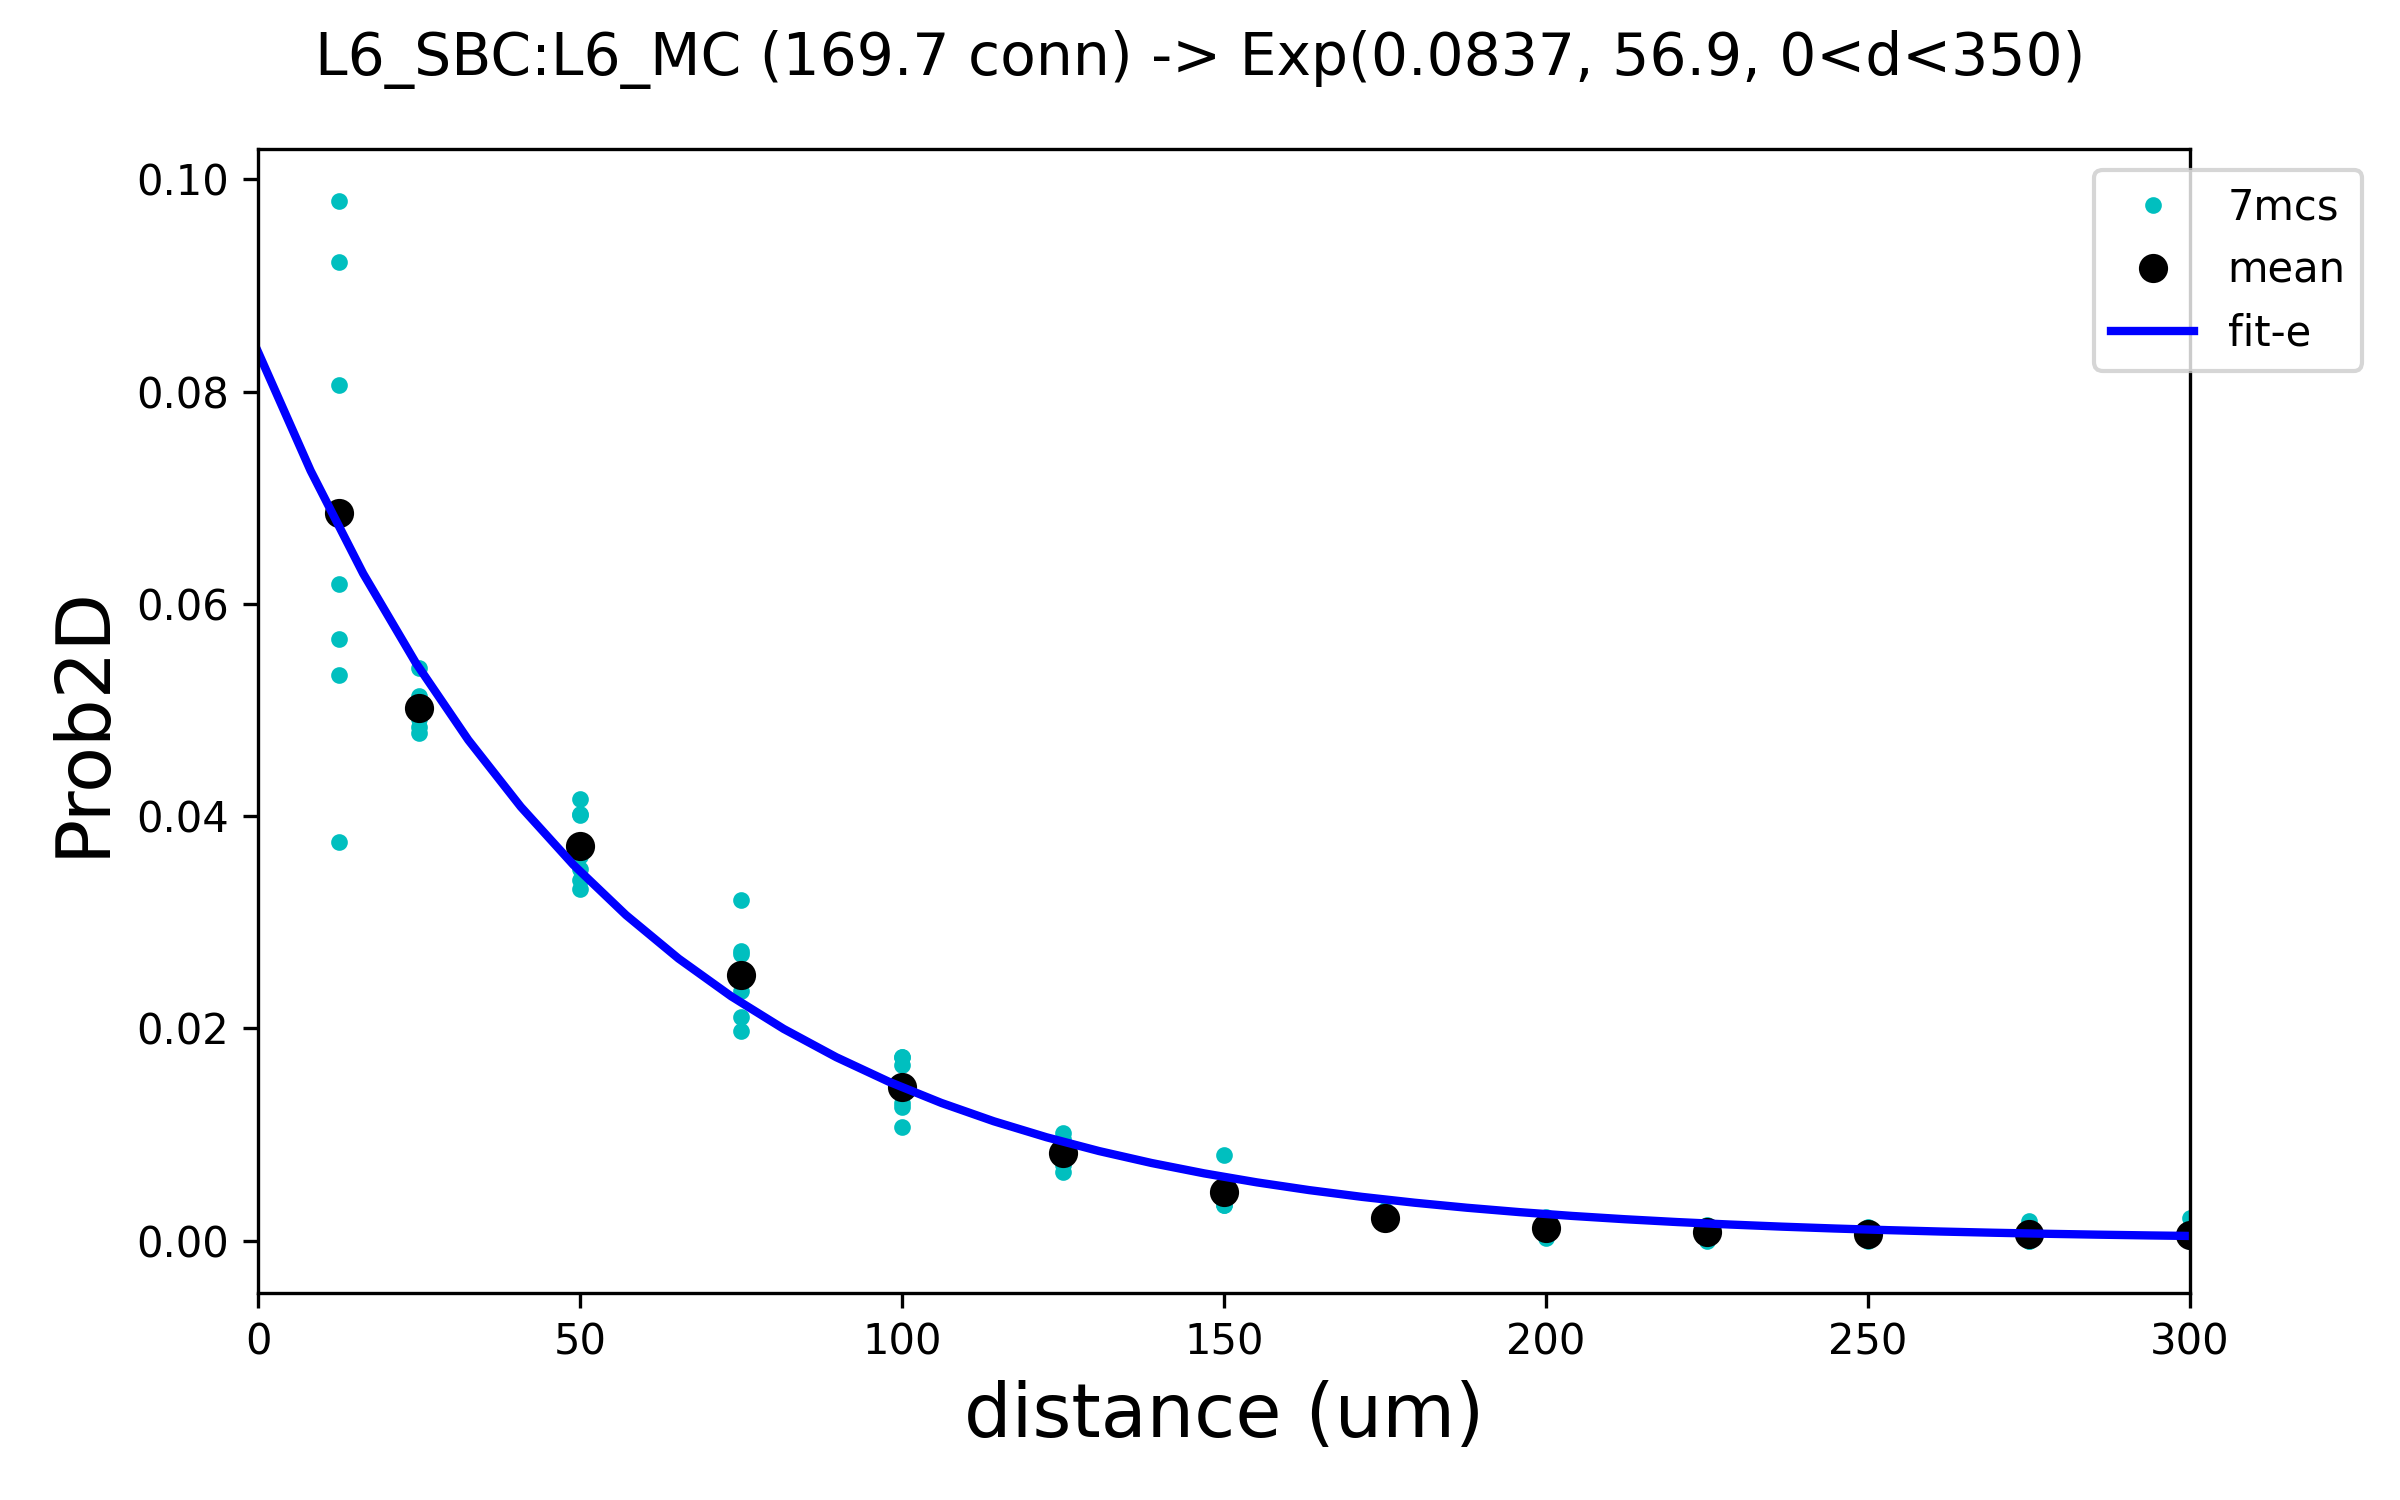 L6_SBC:L6_MC (169.7 conn) -> Exp(0.0837, 56.9, 0<d<350)
7mcs
mean
fit-e
Prob2D
0.10
0.08
0.06
0.04
0.02
0.00
0 50 100 150 200 250 300
distance (um)